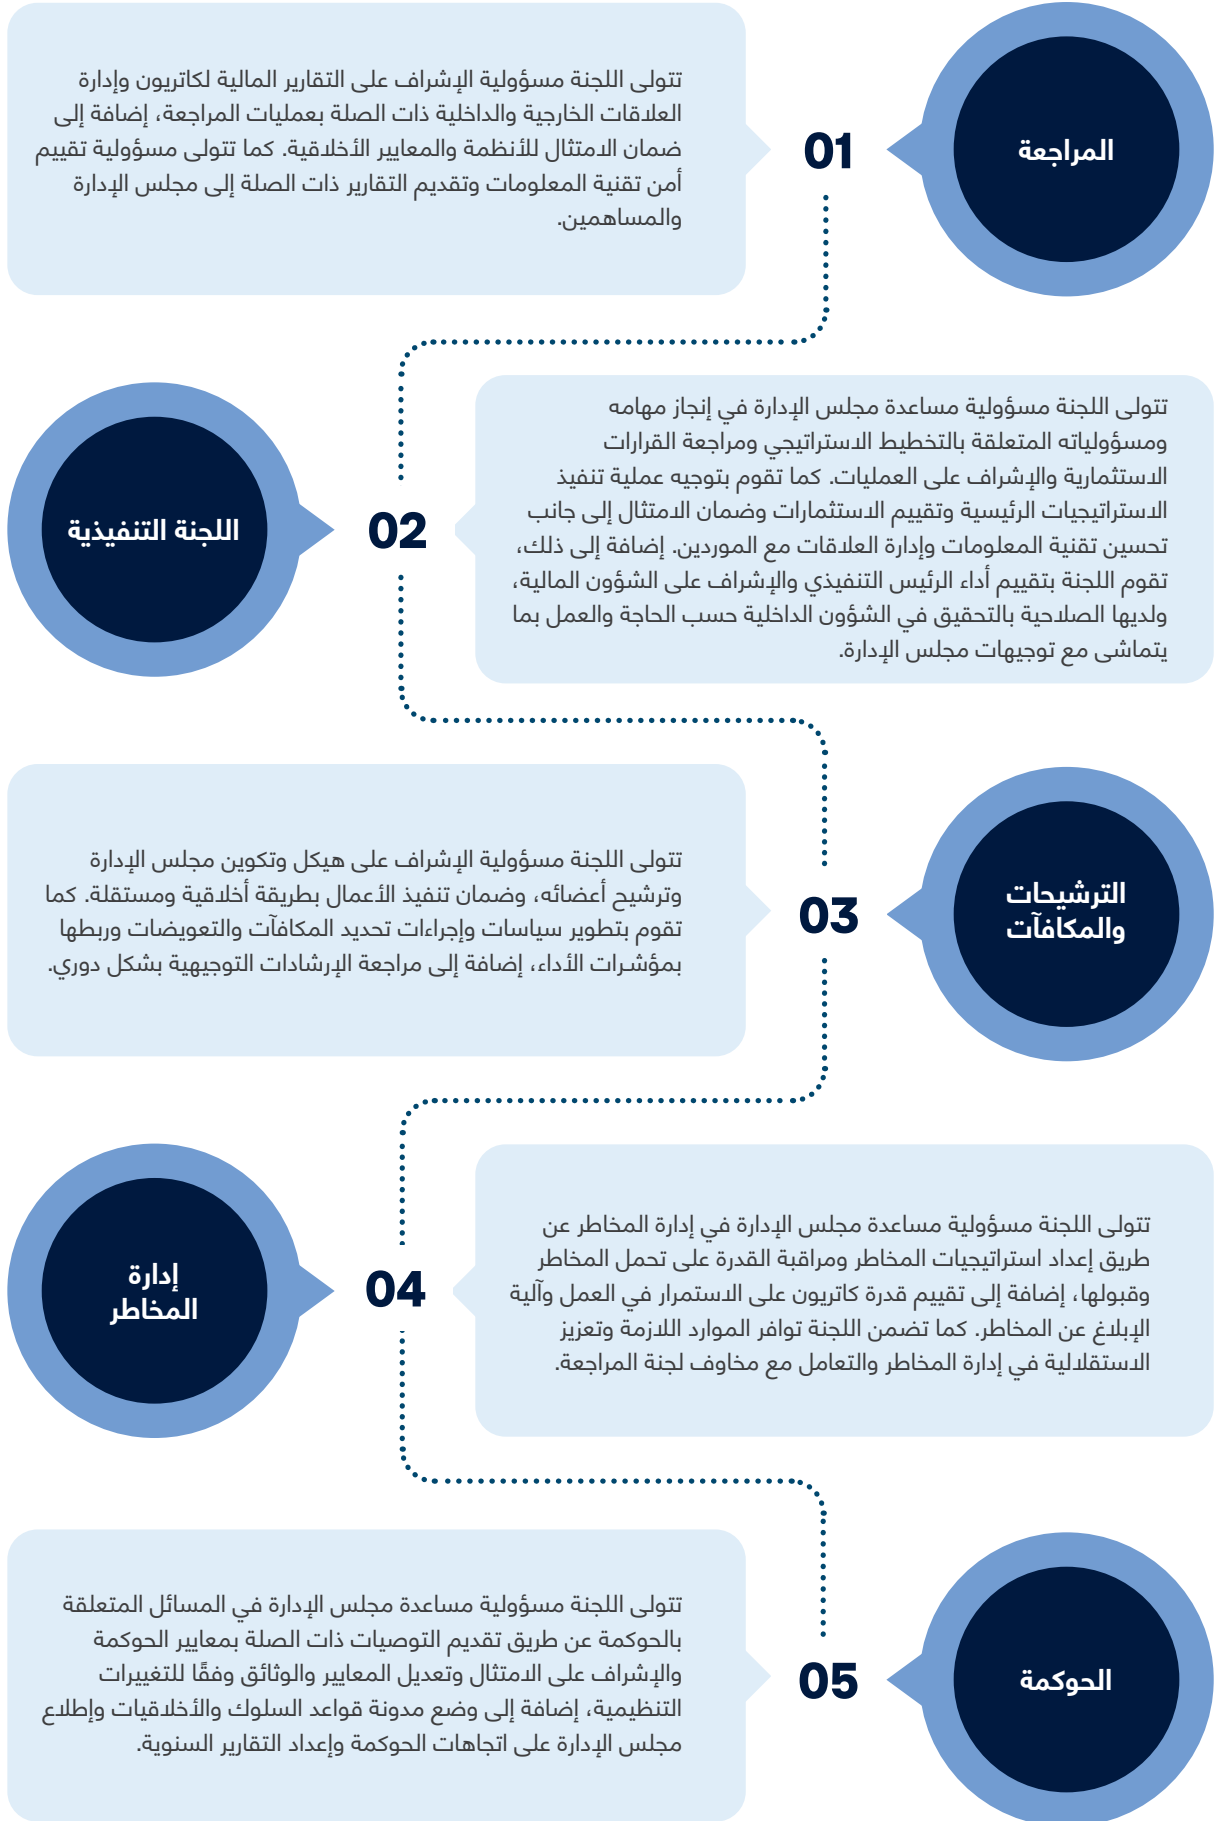 المراجعة
01
تتولى اللجنة مسؤولية الإشراف على التقارير المالية لكاتريون وإدارة
العلاقات الخارجية والداخلية ذات الصلة بعمليات المراجعة، إضافة إلى
ضمان الامتثال للأنظمة والمعايير الأخلاقية. كما تتولى مسؤولية تقييم
أمن تقنية المعلومات وتقديم التقارير ذات الصلة إلى مجلس الإدارة
والمساهمين.
اللجنة التنفيذية
02
تتولى اللجنة مسؤولية مساعدة مجلس الإدارة في إنجاز مهامه
ومسؤولياته المتعلقة بالتخطيط الاستراتيجي ومراجعة القرارات
الاستثمارية والإشراف على العمليات. كما تقوم بتوجيه عملية تنفيذ
الاستراتيجيات الرئيسية وتقييم الاستثمارات وضمان الامتثال إلى جانب
تحسين تقنية المعلومات وإدارة العلاقات مع الموردين. إضافة إلى ذلك،
تقوم اللجنة بتقييم أداء الرئيس التنفيذي والإشراف على الشؤون المالية،
ولديها الصلاحية بالتحقيق في الشؤون الداخلية حسب الحاجة والعمل بما
يتماشى مع توجيهات مجلس الإدارة.
الترشيحات
والمكافآت
03
تتولى اللجنة مسؤولية الإشراف على هيكل وتكوين مجلس الإدارة
وترشيح أعضائه، وضمان تنفيذ الأعمال بطريقة أخلاقية ومستقلة. كما
تقوم بتطوير سياسات وإجراءات تحديد المكافآت والتعويضات وربطها
بمؤشرات الأداء، إضافة إلى مراجعة الإرشادات التوجيهية بشكل دوري.
إدارة
المخاطر
04
تتولى اللجنة مسؤولية مساعدة مجلس الإدارة في إدارة المخاطر عن
طريق إعداد استراتيجيات المخاطر ومراقبة القدرة على تحمل المخاطر
وقبولها، إضافة إلى تقييم قدرة كاتريون على الاستمرار في العمل وآلية
الإبلاغ عن المخاطر. كما تضمن اللجنة توافر الموارد اللازمة وتعزيز
الاستقلالية في إدارة المخاطر والتعامل مع مخاوف لجنة المراجعة.
الحوكمة
05
تتولى اللجنة مسؤولية مساعدة مجلس الإدارة في المسائل المتعلقة
بالحوكمة عن طريق تقديم التوصيات ذات الصلة بمعايير الحوكمة
والإشراف على الامتثال وتعديل المعايير والوثائق وفقًا للتغييرات
التنظيمية، إضافة إلى وضع مدونة قواعد السلوك والأخلاقيات وإطلاع
مجلس الإدارة على اتجاهات الحوكمة وإعداد التقارير السنوية.